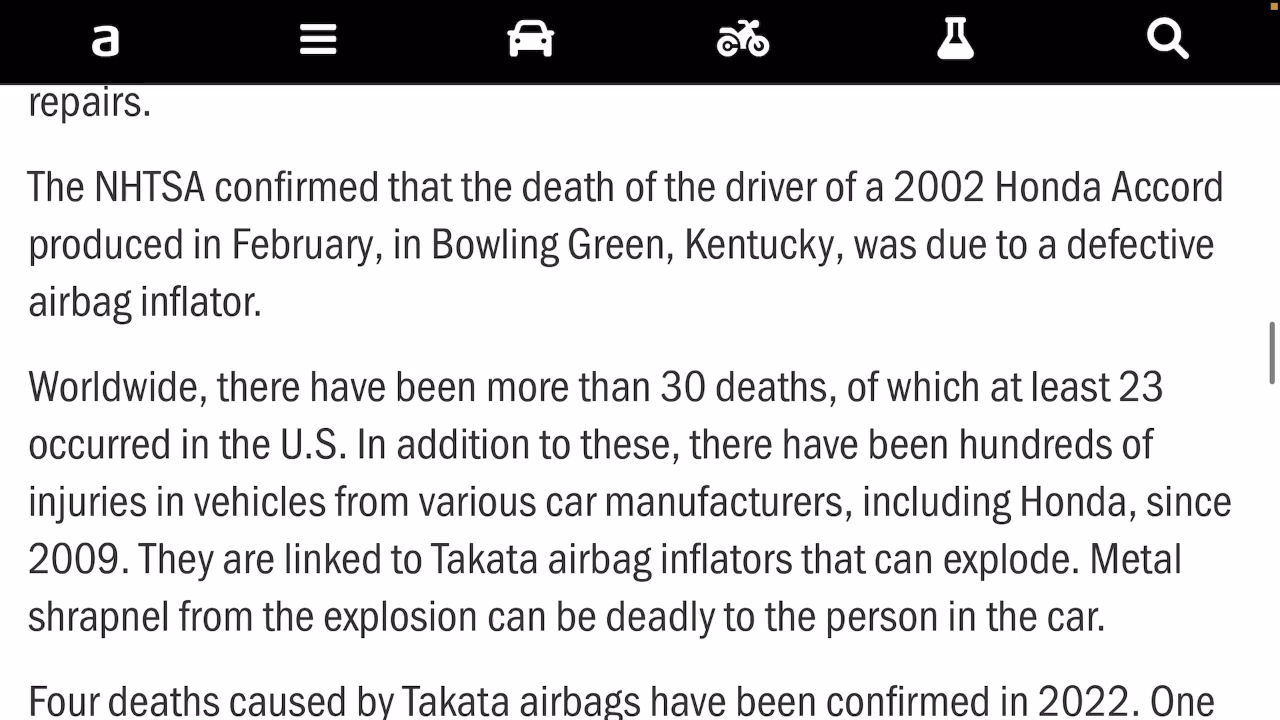 a
repairs.
The NHTSA confirmed that the death of the driver of a 2002 Honda Accord
produced in February, in Bowling Green, Kentucky, was due to a defective
airbag inflator.
Worldwide, there have been more than 30 deaths, of which at least 23
occurred in the U.S. In addition to these, there have been hundreds of
injuries in vehicles from various car manufacturers, including Honda, since
2009. They are linked to Takata airbag inflators that can explode. Metal
shrapnel from the explosion can be deadly to the person in the car.
Four deaths caused by Takata airbags have been confirmed in 2022. One